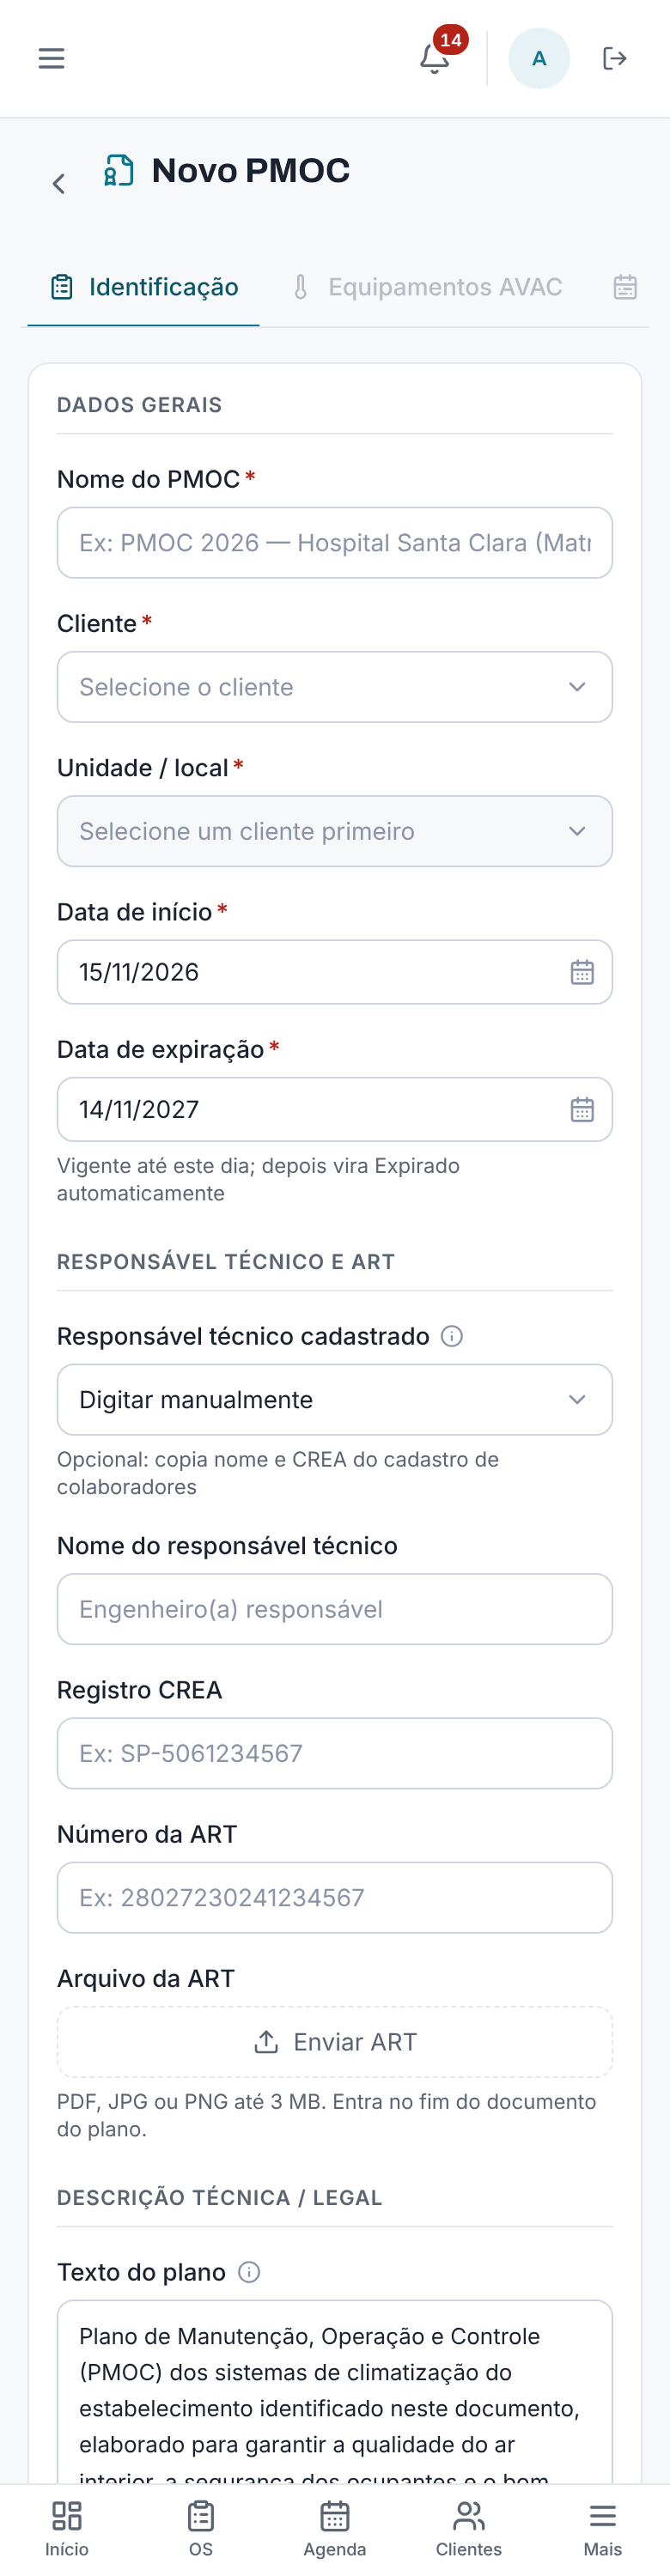 14
A
Novo PMOC
Identificação
Equipamentos AVAC
DADOS GERAIS
Nome do PMOC*
Ex: PMOC 2026 — Hospital Santa Clara (Matr
Cliente*
Selecione o cliente
Unidade / local*
Selecione um cliente primeiro
Data de início*
15/11/2026
Data de expiração*
14/11/2027
Vigente até este dia; depois vira Expirado
automaticamente
RESPONSÁVEL TÉCNICO E ART
Responsável técnico cadastrado
Digitar manualmente
Opcional: copia nome e CREA do cadastro de
colaboradores
Nome do responsável técnico
Engenheiro(a) responsável
Registro CREA
Ex: SP-5061234567
Número da ART
Ex: 28027230241234567
Arquivo da ART
Enviar ART
PDF, JPG ou PNG até 3 MB. Entra no fim do documento
do plano.
DESCRIÇÃO TÉCNICA / LEGAL
Texto do plano
Plano de Manutenção, Operação e Controle
(PMOC) dos sistemas de climatização do
estabelecimento identificado neste documento,
elaborado para garantir a qualidade do ar
interior, a segurança dos ocupantes e o bom
Início
OS
Agenda
Clientes
Mais